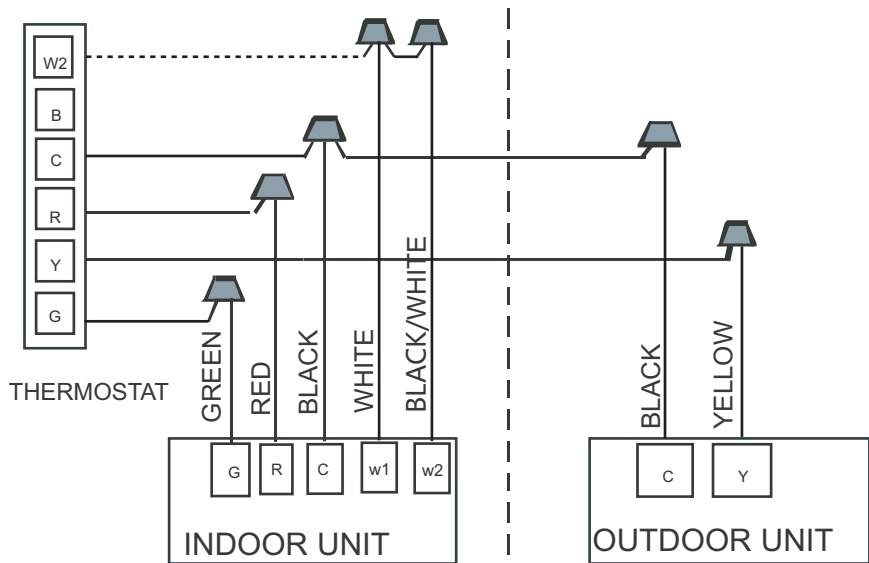 W2
B
C
R
Y
G
THERMOSTAT
GREEN
RED
BLACK
WHITE
BLACK/WHITE
BLACK
YELLOW
G
R
C
w1
w2
INDOOR UNIT
C
Y
OUTDOOR UNIT